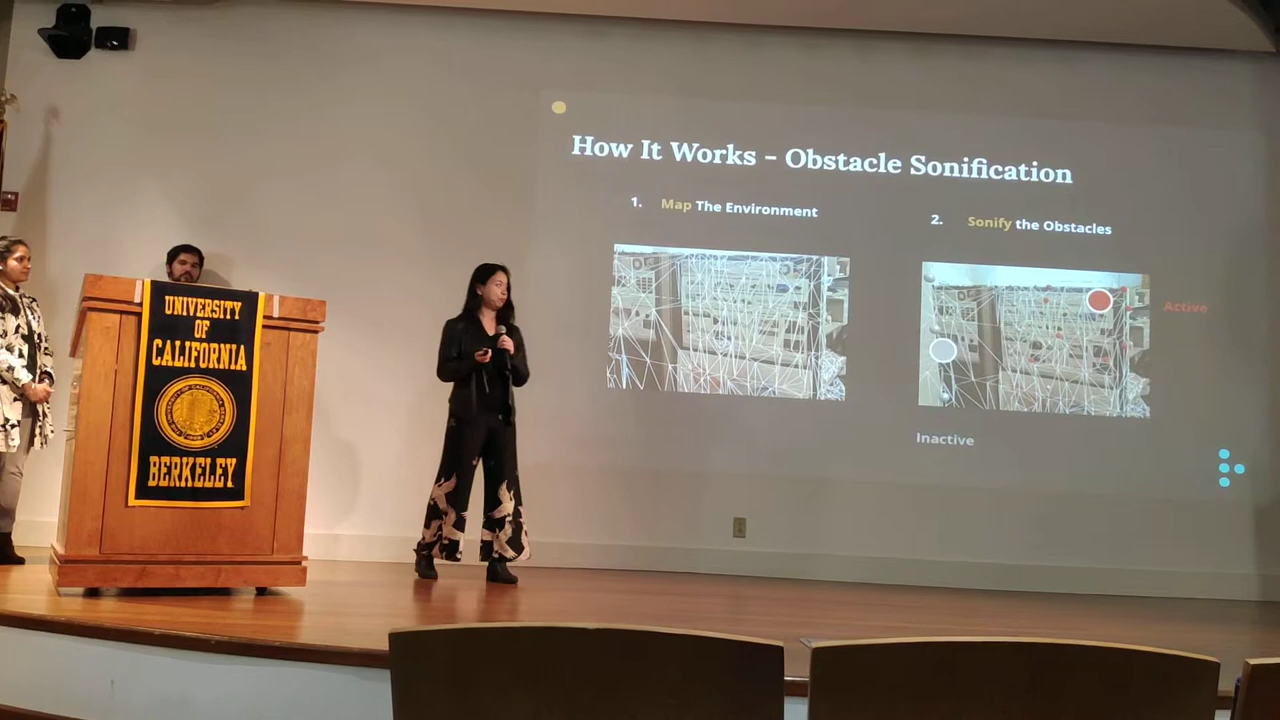 How It Works - Obstacle Sonification
1. Map The Environment
2. Sonify the Obstacles
Active
Inactive
UNIVERSITY
OF
CALIFORNIA
BERKELEY